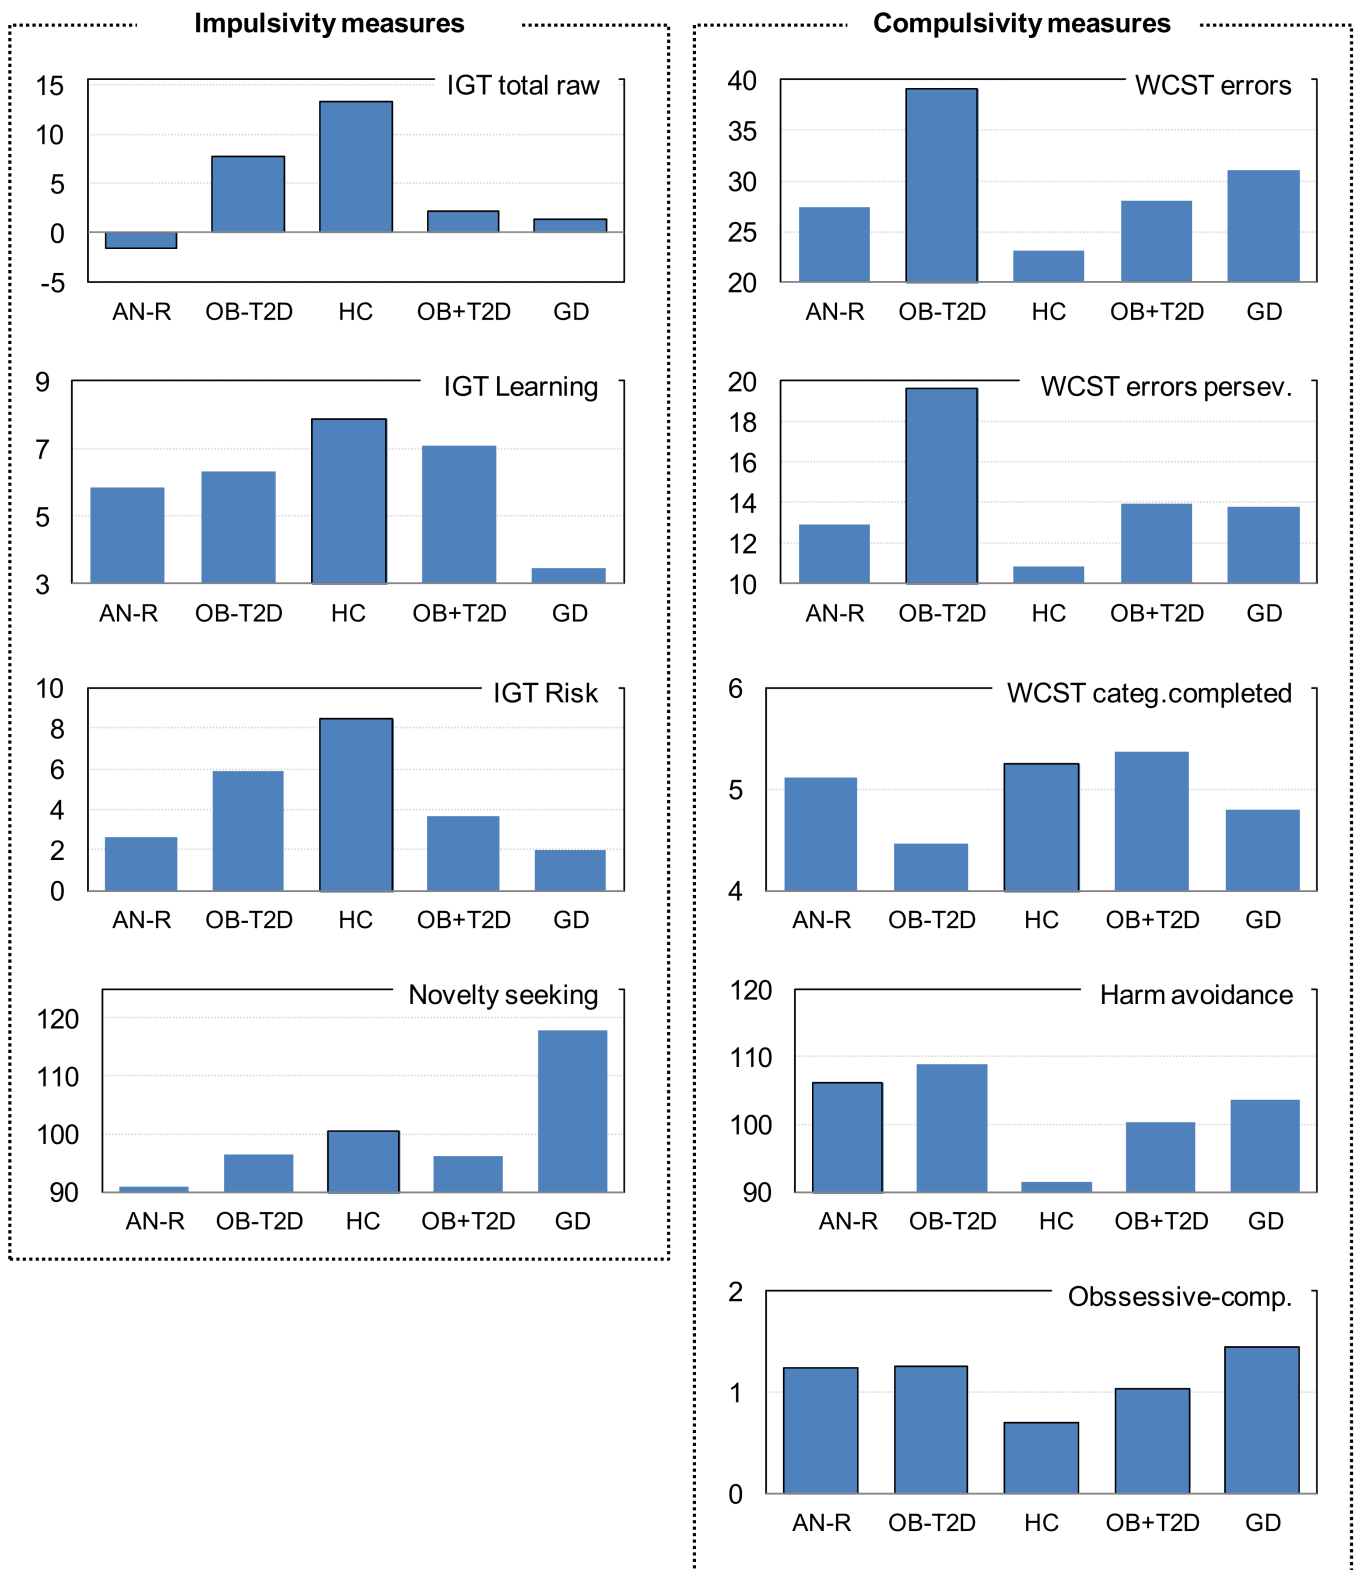 Impulsivity measures
IGT total raw
15
10
5
0
-5
AN-R OB-T2D HC OB+T2D GD
IGT Learning
9
7
5
3
AN-R OB-T2D HC OB+T2D GD
IGT Risk
10
8
6
4
2
0
AN-R OB-T2D HC OB+T2D GD
Novelty seeking
120
110
100
90
AN-R OB-T2D HC OB+T2D GD
Compulsivity measures
WCST errors
40
35
30
25
20
AN-R OB-T2D HC OB+T2D GD
WCST errors persev.
20
18
16
14
12
10
AN-R OB-T2D HC OB+T2D GD
WCST categ.completed
6
5
4
AN-R OB-T2D HC OB+T2D GD
Harm avoidance
120
110
100
90
AN-R OB-T2D HC OB+T2D GD
Obssessive-comp.
2
1
0
AN-R OB-T2D HC OB+T2D GD